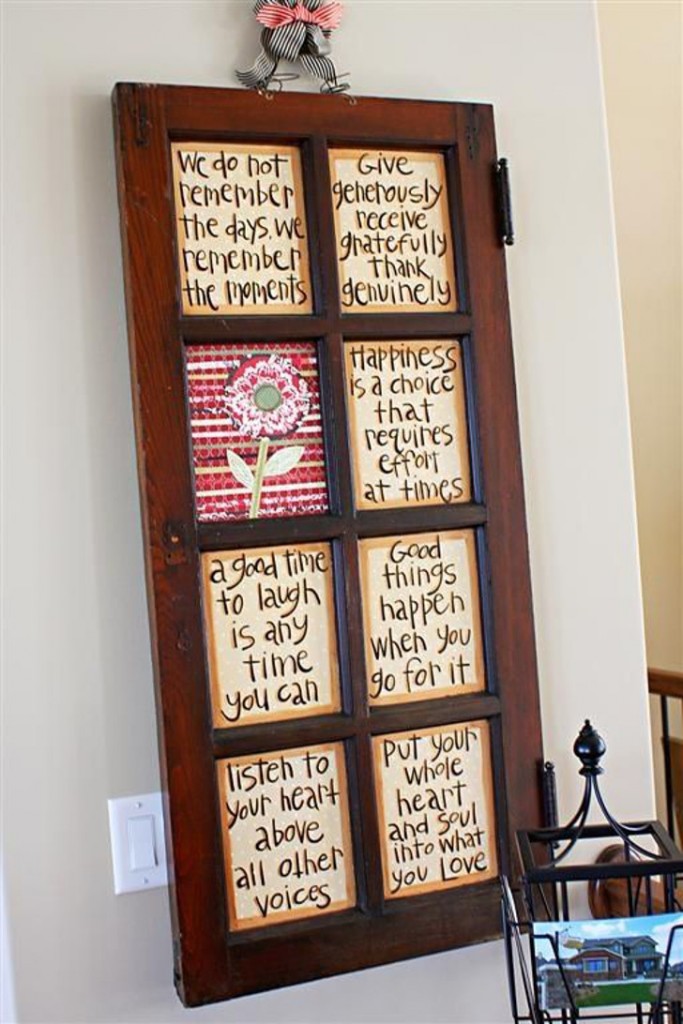 We do not
remember
the days, we
remember
the moments
Give
generously
receive
gratefully
thank
genuinely
Happiness
is a choice
that
requires
effort
at times
a good time
to laugh
is any
time
you can
Good
things
happen
when you
go for it
listen to
your heart
above
all other
voices
Put your
whole
heart
and soul
into what
you Love